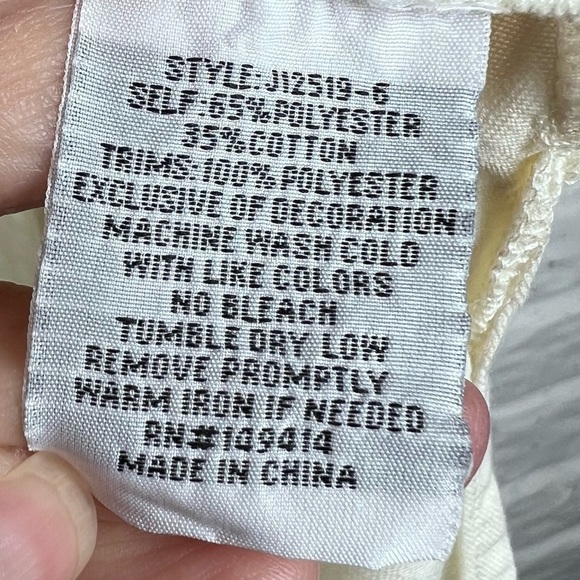 STYLE:J12519-6
SELF:65%POLYESTER
35%COTTON
TRIMS:100%POLYESTER
EXCLUSIVE OF DECORATION
MACHINE WASH COLD
WITH LIKE COLORS
NO BLEACH
TUMBLE DRY LOW
REMOVE PROMPTLY
WARM IRON IF NEEDED
RN#149414
MADE IN CHINA